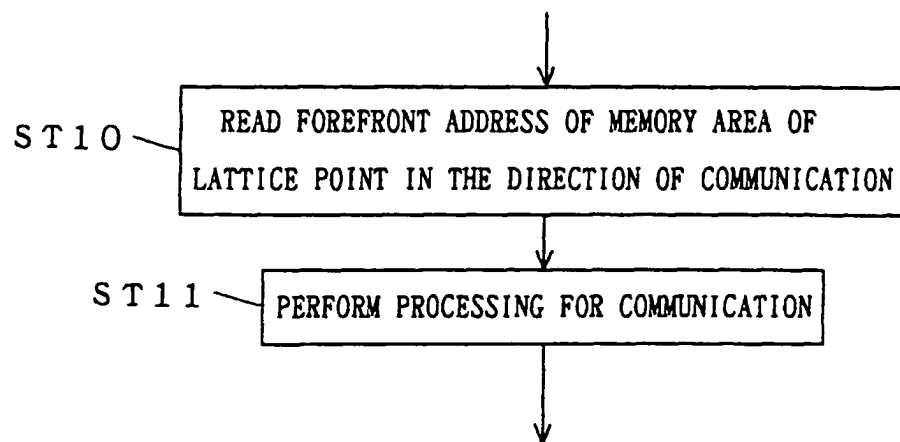 READ FOREFRONT ADDRESS OF MEMORY AREA OF
ST10
LATTICE POINT IN THE DIRECTION OF COMMUNICATION
ST11
PERFORM PROCESSING FOR COMMUNICATION